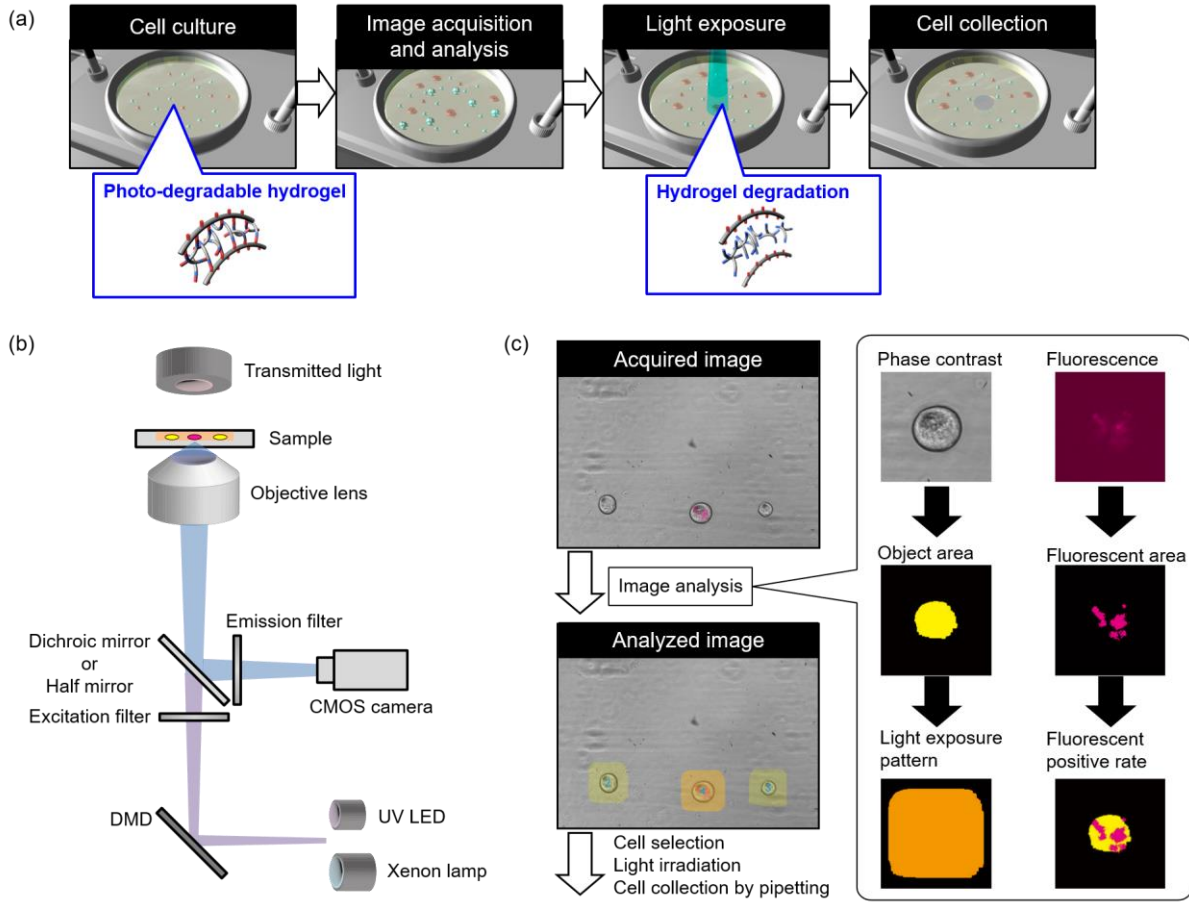 (a)
Cell culture
Image acquisition
and analysis
Light exposure
Cell collection
Photo-degradable hydrogel
Hydrogel degradation
(b)
Transmitted light
Sample
Objective lens
Emission filter
Dichroic mirror
or
Half mirror
CMOS camera
Excitation filter
DMD
UV LED
Xenon lamp
(c)
Acquired image
Image analysis
Analyzed image
Cell selection
Light irradiation
Cell collection by pipetting
Phase contrast
Fluorescence
Object area
Fluorescent area
Light exposure
pattern
Fluorescent
positive rate